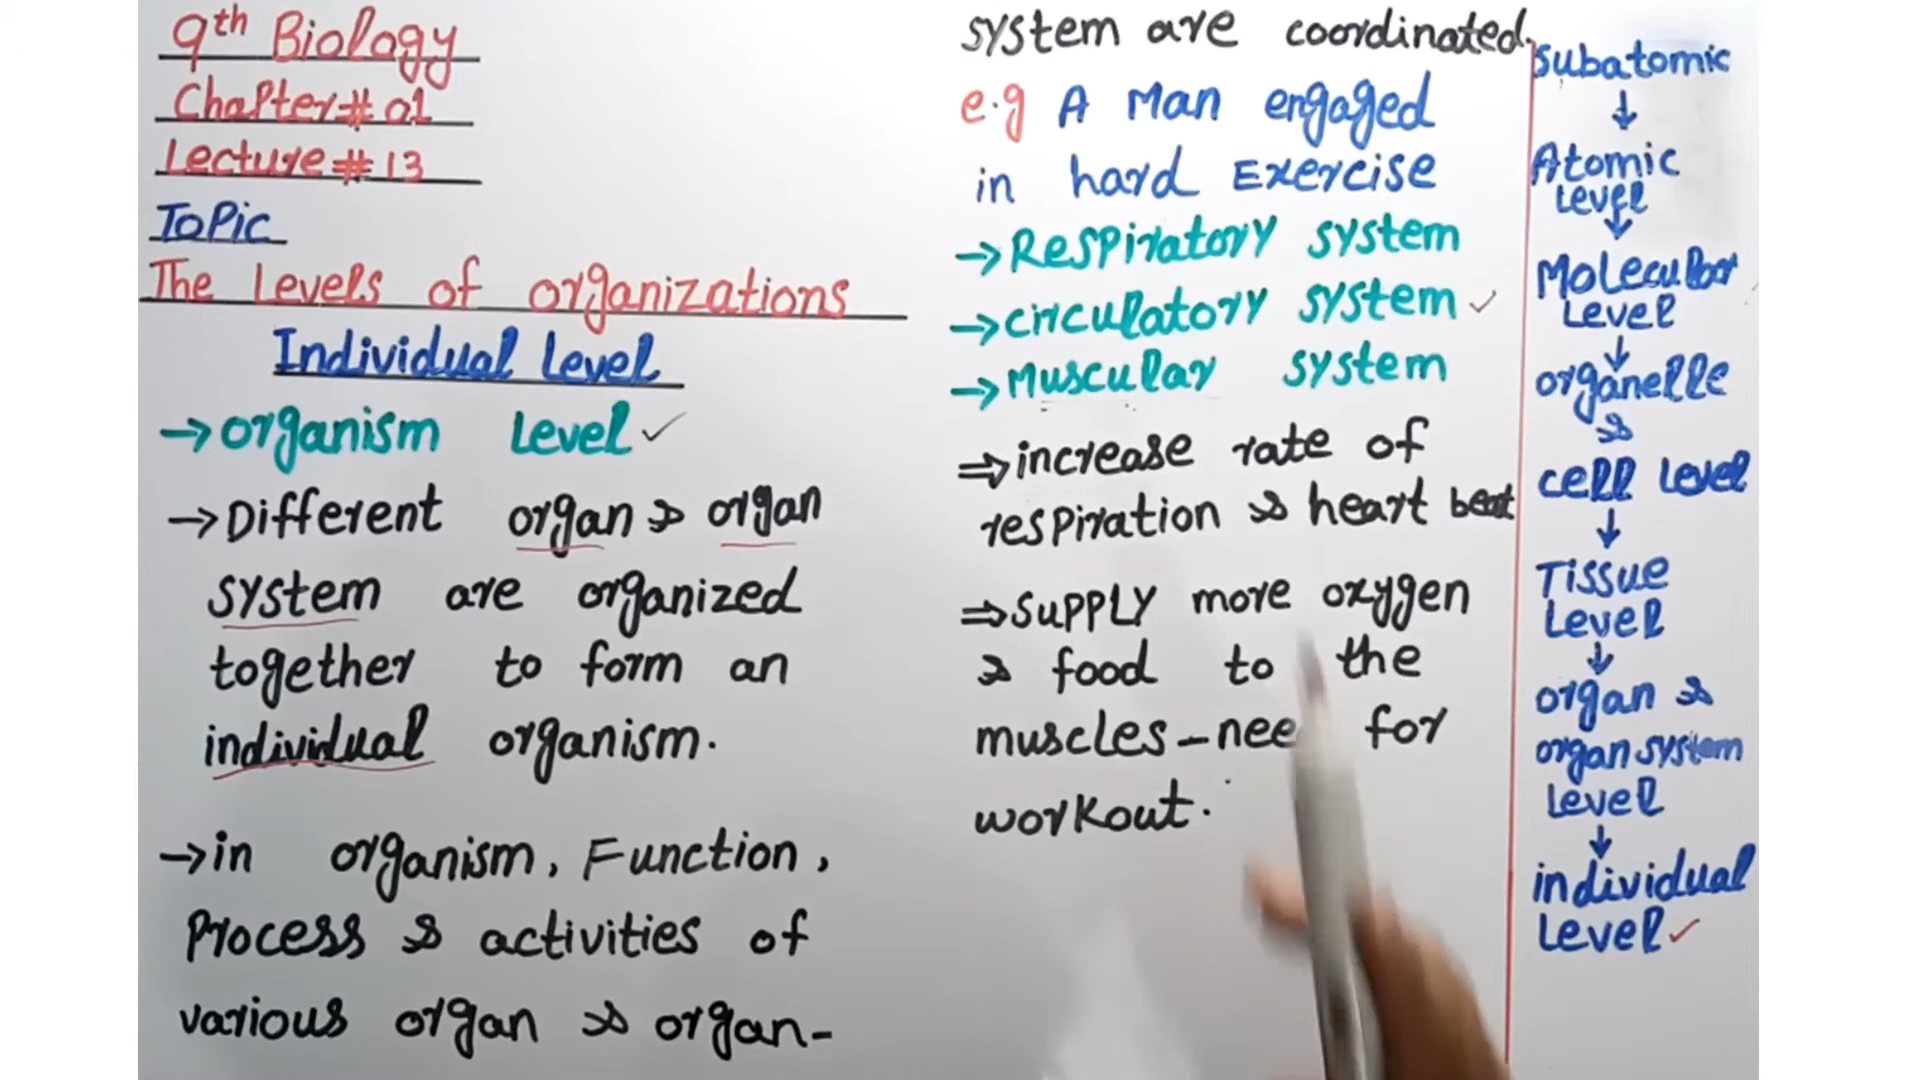 9th Biology
Chapter # 01
Lecture # 13
Topic
The Levels of organizations
Individual Level
→ organism Level ✓
→ Different organ & organ
system are organized
together to form an
individual organism.
→ in organism, Function,
Process & activities of
various organ & organ-
system are coordinated.
e.g A Man engaged
in hard Exercise
→ Respiratory system
→ circulatory system ✓
→ Muscular system
⇒ increase rate of
respiration & heart beat
⇒ supply more oxygen
& food to the
muscles - nee for
workout.
Subatomic
↓
Atomic
Level
↓
Molecular
Level
↓
organelle
&
cell Level
↓
Tissue
Level
↓
organ &
organ system
Level
↓
individual
Level ✓